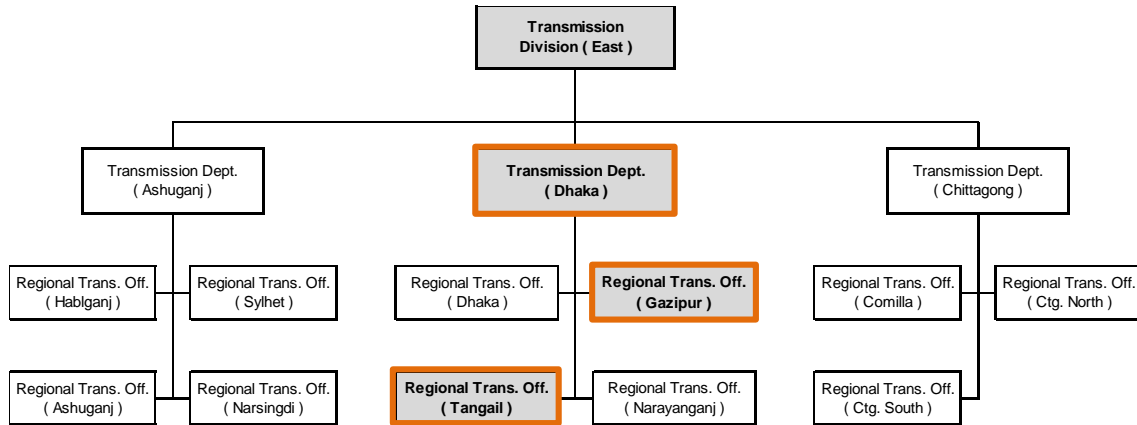 Transmission
Division ( East )
Transmission Dept.
( Ashuganj )
Transmission Dept.
( Dhaka )
Transmission Dept.
( Chittagong )
Regional Trans. Off.
( Hablganj )
Regional Trans. Off.
( Sylhet )
Regional Trans. Off.
( Dhaka )
Regional Trans. Off.
( Gazipur )
Regional Trans. Off.
( Comilla )
Regional Trans. Off.
( Ctg. North )
Regional Trans. Off.
( Ashuganj )
Regional Trans. Off.
( Narsingdi )
Regional Trans. Off.
( Tangail )
Regional Trans. Off.
( Narayanganj )
Regional Trans. Off.
( Ctg. South )